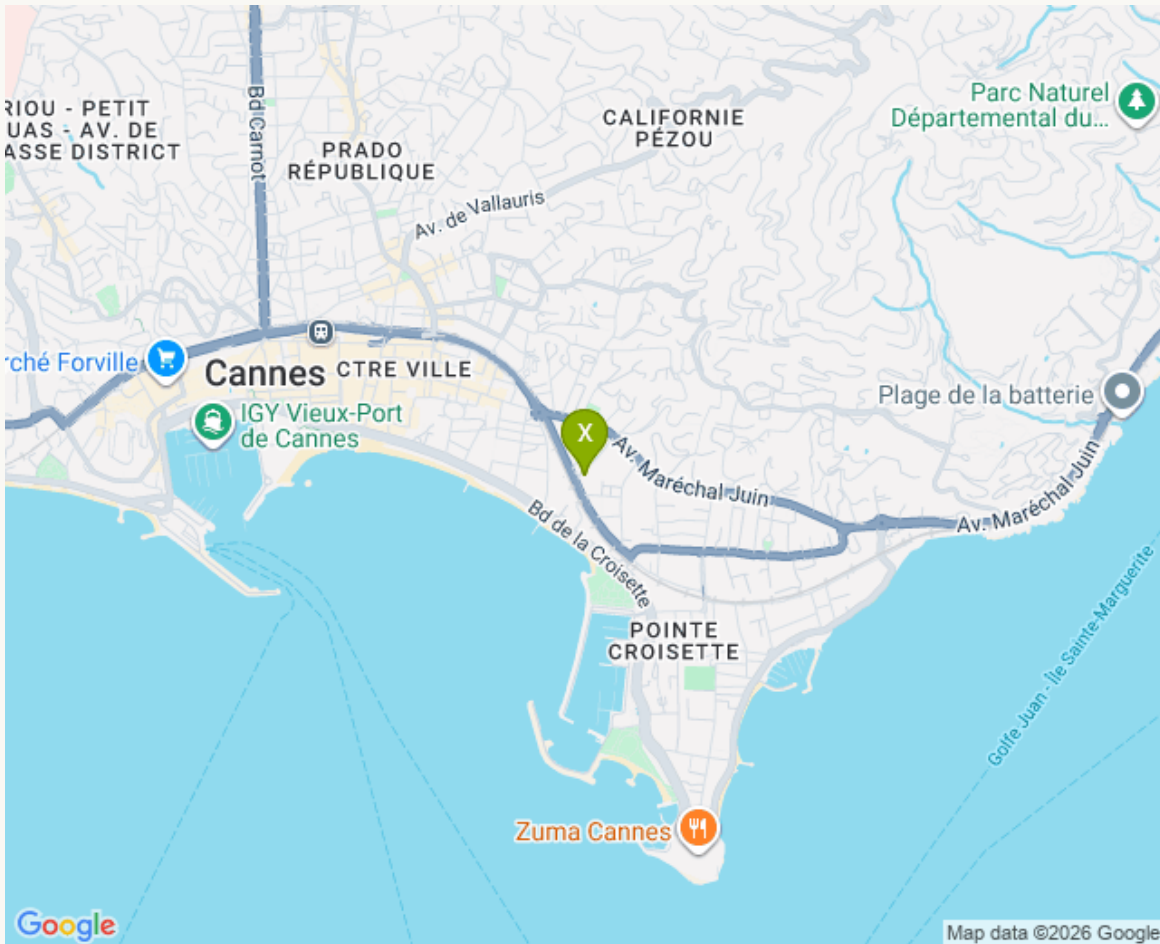 RIOU - PETIT
UAS - AV. DE
ASSE DISTRICT
Bd Carnot
PRADO
RÉPUBLIQUE
CALIFORNIE
PÉZOU
Parc Naturel
Départemental du...
Av. de Vallauris
rché Forville
Cannes
CTRE VILLE
IGY Vieux-Port
de Cannes
Plage de la batterie
X
Av. Maréchal Juin
Av. Maréchal Juin
Bd de la Croisette
POINTE
CROISETTE
Golfe Juan - Île Sainte-Marguerite
Zuma Cannes
Google
Map data ©2026 Google